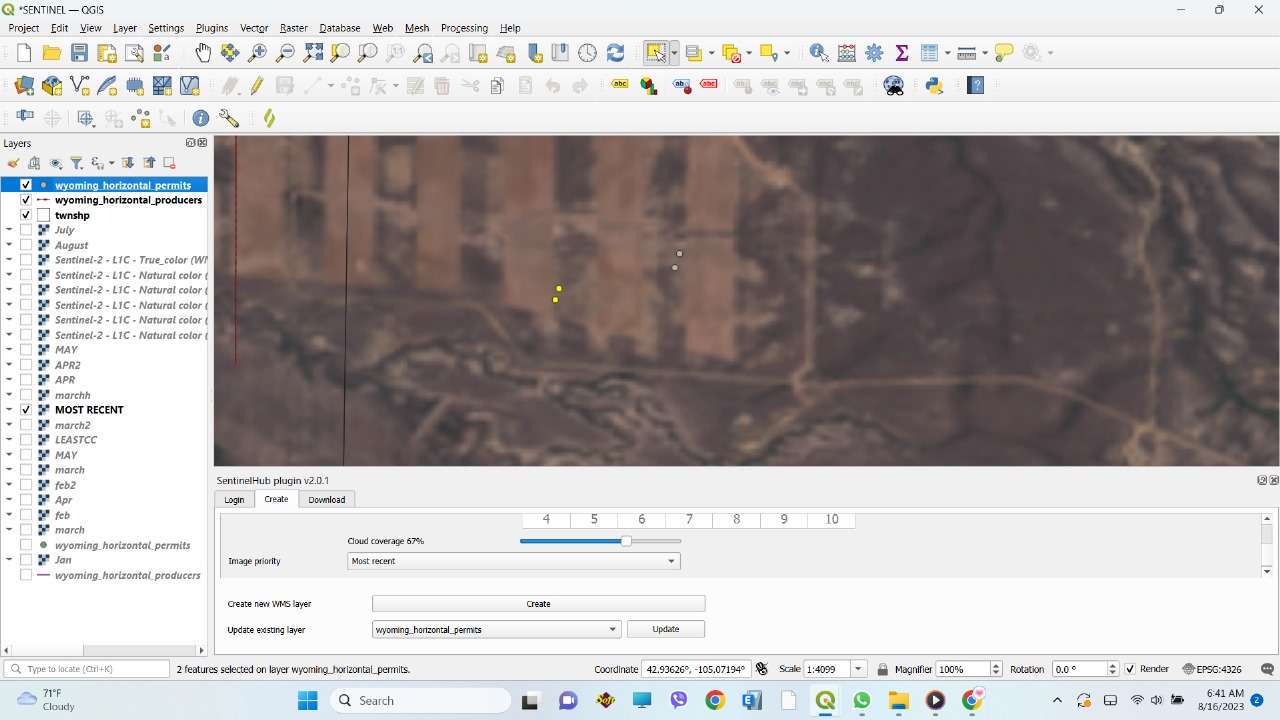 *SENTINEL — QGIS
Project Edit View Layer Settings Plugins Vector Raster Database Web Mesh Processing Help
Layers
wyoming_horizontal_permits
wyoming_horizontal_producers
twnshp
July
August
Sentinel-2 - L1C - True_color (WI
Sentinel-2 - L1C - Natural color (
Sentinel-2 - L1C - Natural color (
Sentinel-2 - L1C - Natural color (
Sentinel-2 - L1C - Natural color (
Sentinel-2 - L1C - Natural color (
MAY
APR2
APR
marchh
MOST RECENT
march2
LEASTCC
MAY
march
feb2
Apr
feb
march
wyoming_horizontal_permits
Jan
wyoming_horizontal_producers
SentinelHub plugin v2.0.1
Login Create Download
4 5 6 7 8 9 10
Cloud coverage 67%
Image priority Most recent
Create new WMS layer Create
Update existing layer wyoming_horizontal_permits Update
Type to locate (Ctrl+K) 2 features selected on layer wyoming_horizontal_permits. Coordinate 42.93626°, -105.07194° Scale 1:4099 Magnifier 100% Rotation 0.0 ° Render EPSG:4326
71°F
Cloudy
Search
6:41 AM
8/16/2023
2